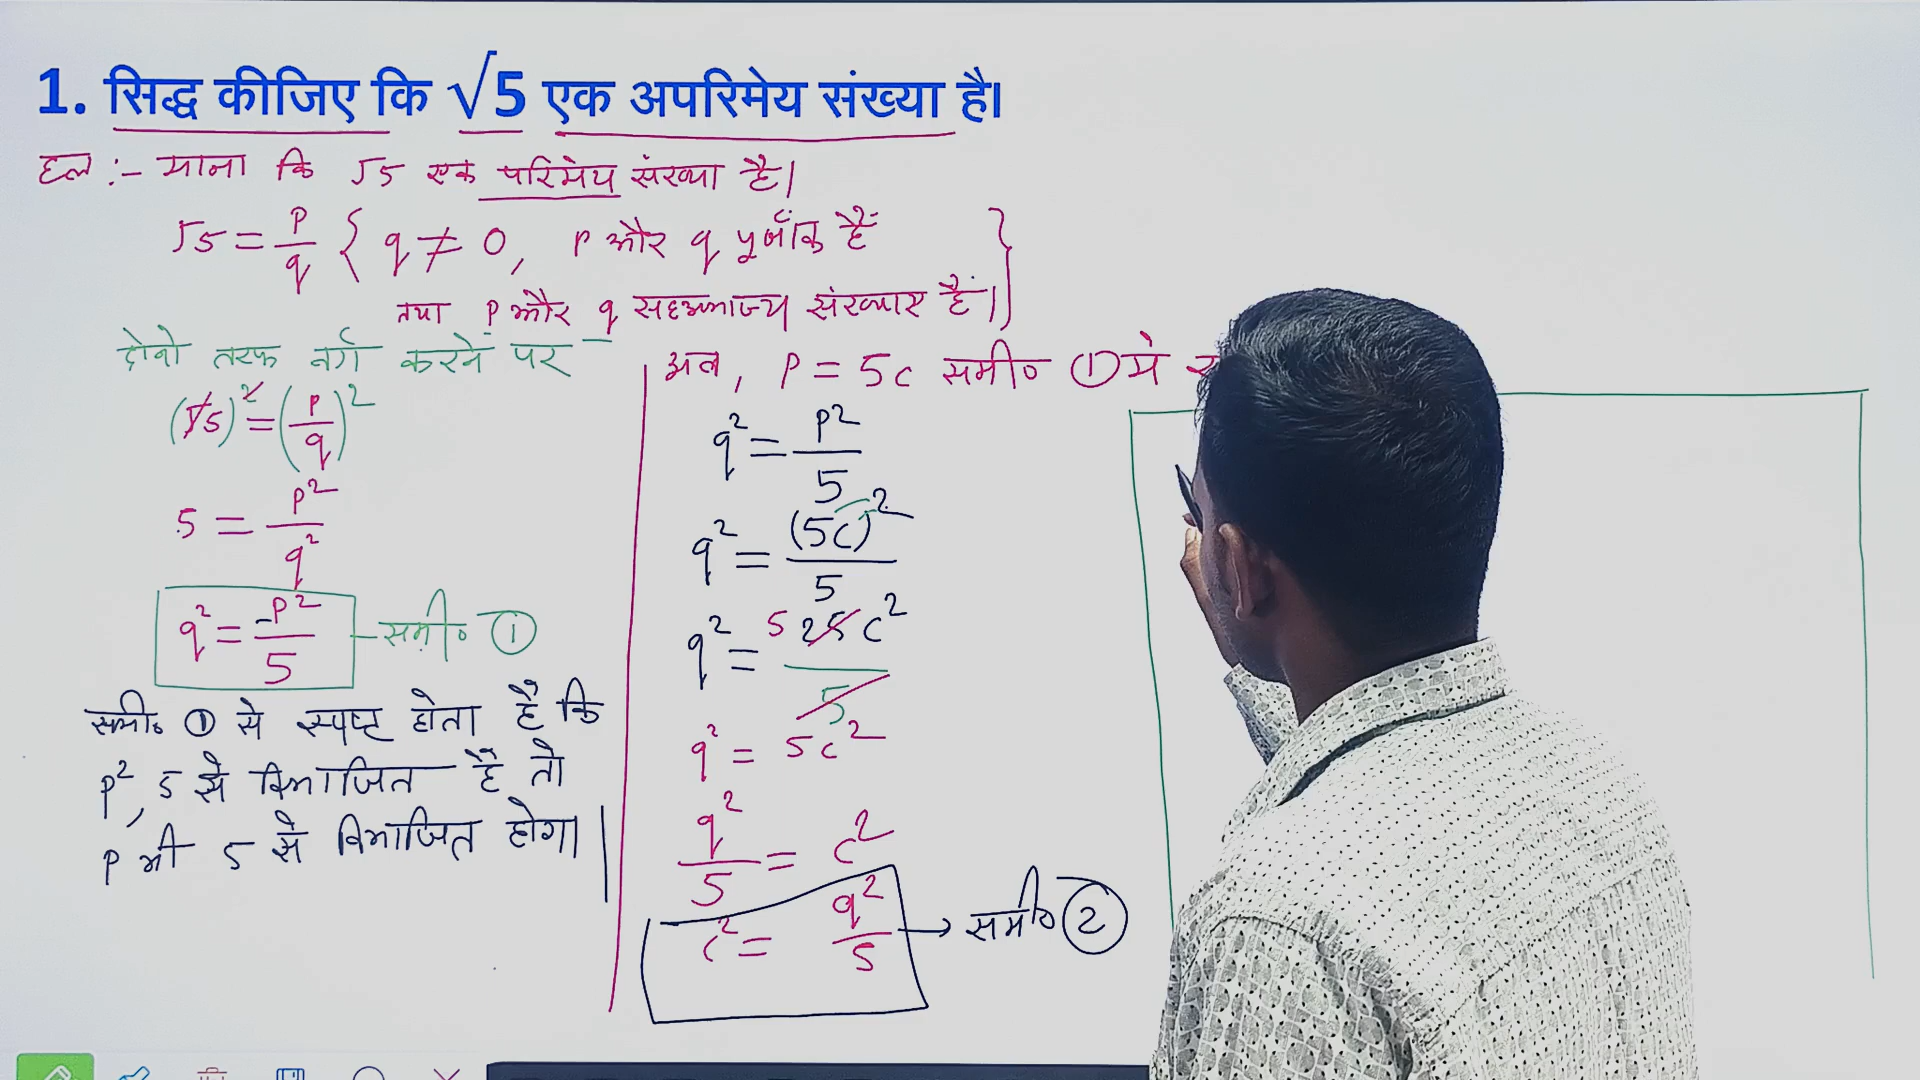 1. सिद्ध कीजिए कि √5 एक अपरिमेय संख्या है।
हल :- माना कि √5 एक परिमेय संख्या है।
√5 = p/q { q ≠ 0, p और q पूर्णांक हैं
तथा p और q सहअभाज्य संख्याएं हैं। }
दोनो तरफ वर्ग करने पर -
(√5)² = (p/q)²
5 = p²/q²
q² = p²/5 - समी० ①
समी० ① से स्पष्ट होता है कि
p², 5 से विभाजित है तो
p भी 5 से विभाजित होगा।
अब, p = 5c समी० ① मे
q² = p²/5
q² = (5c)²/5
q² = 5 25c²/5
q² = 5c²
q²/5 = c²
c² = q²/5 → समी० ②